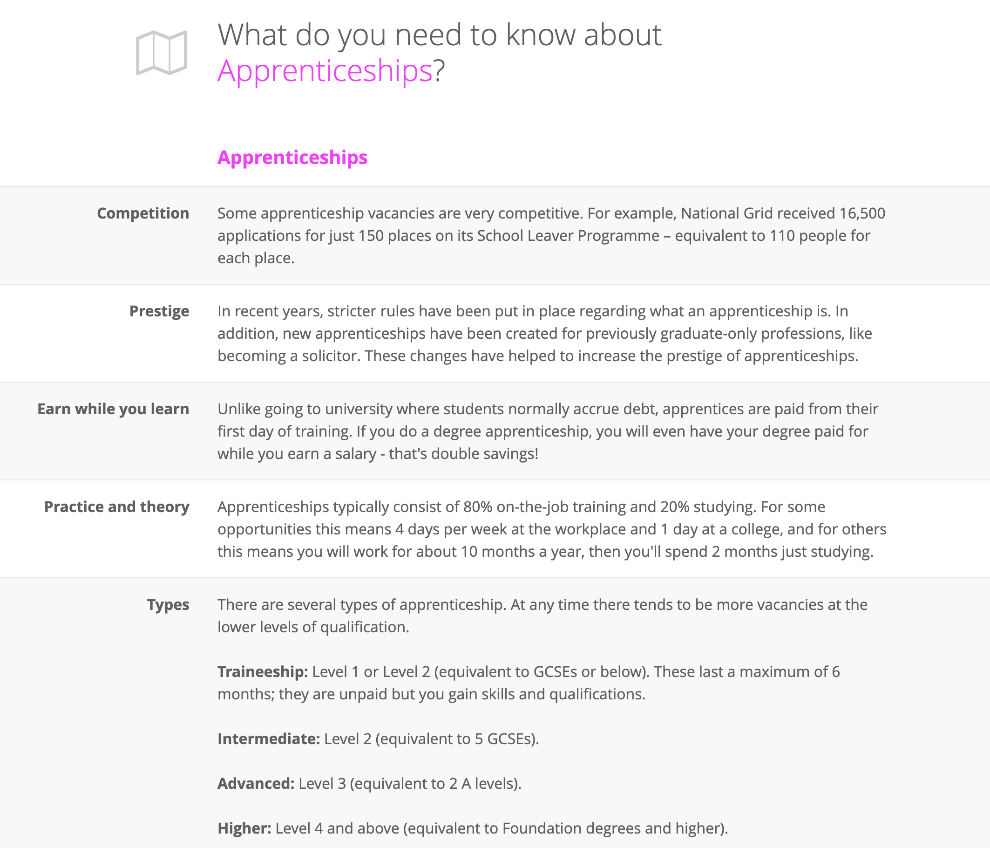 What do you need to know about
Apprenticeships?
Apprenticeships
Competition
Some apprenticeship vacancies are very competitive. For example, National Grid received 16,500
applications for just 150 places on its School Leaver Programme – equivalent to 110 people for
each place.
Prestige
In recent years, stricter rules have been put in place regarding what an apprenticeship is. In
addition, new apprenticeships have been created for previously graduate-only professions, like
becoming a solicitor. These changes have helped to increase the prestige of apprenticeships.
Earn while you learn
Unlike going to university where students normally accrue debt, apprentices are paid from their
first day of training. If you do a degree apprenticeship, you will even have your degree paid for
while you earn a salary - that's double savings!
Practice and theory
Apprenticeships typically consist of 80% on-the-job training and 20% studying. For some
opportunities this means 4 days per week at the workplace and 1 day at a college, and for others
this means you will work for about 10 months a year, then you'll spend 2 months just studying.
Types
There are several types of apprenticeship. At any time there tends to be more vacancies at the
lower levels of qualification.
Traineeship: Level 1 or Level 2 (equivalent to GCSEs or below). These last a maximum of 6
months; they are unpaid but you gain skills and qualifications.
Intermediate: Level 2 (equivalent to 5 GCSEs).
Advanced: Level 3 (equivalent to 2 A levels).
Higher: Level 4 and above (equivalent to Foundation degrees and higher).